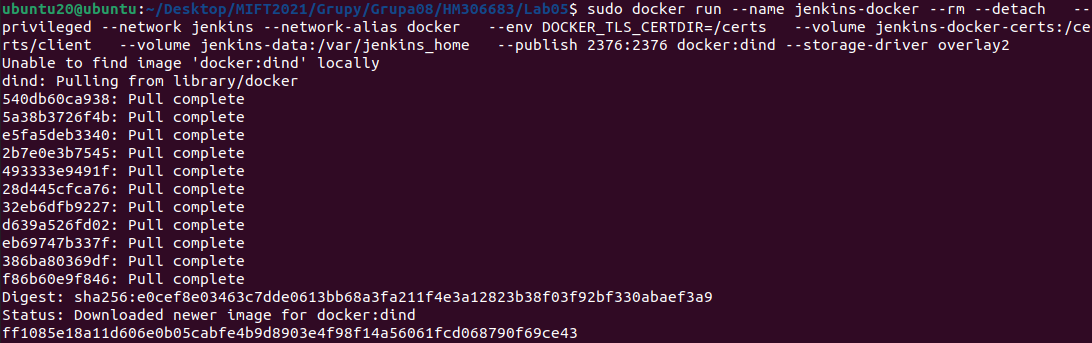 ubuntu20@ubuntu:~/Desktop/MIFT2021/Grupy/Grupa08/HM306683/Lab05$ sudo docker run --name jenkins-docker --rm --detach   --
privileged --network jenkins --network-alias docker   --env DOCKER_TLS_CERTDIR=/certs   --volume jenkins-docker-certs:/ce
rts/client   --volume jenkins-data:/var/jenkins_home   --publish 2376:2376 docker:dind --storage-driver overlay2
Unable to find image 'docker:dind' locally
dind: Pulling from library/docker
540db60ca938: Pull complete
5a38b3726f4b: Pull complete
e5fa5deb3340: Pull complete
2b7e0e3b7545: Pull complete
493333e9491f: Pull complete
28d445cfca76: Pull complete
32eb6dfb9227: Pull complete
d639a526fd02: Pull complete
eb69747b337f: Pull complete
386ba80369df: Pull complete
f86b60e9f846: Pull complete
Digest: sha256:e0cef8e03463c7dde0613bb68a3fa211f4e3a12823b38f03f92bf330abaef3a9
Status: Downloaded newer image for docker:dind
ff1085e18a11d606e0b05cabfe4b9d8903e4f98f14a56061fcd068790f69ce43